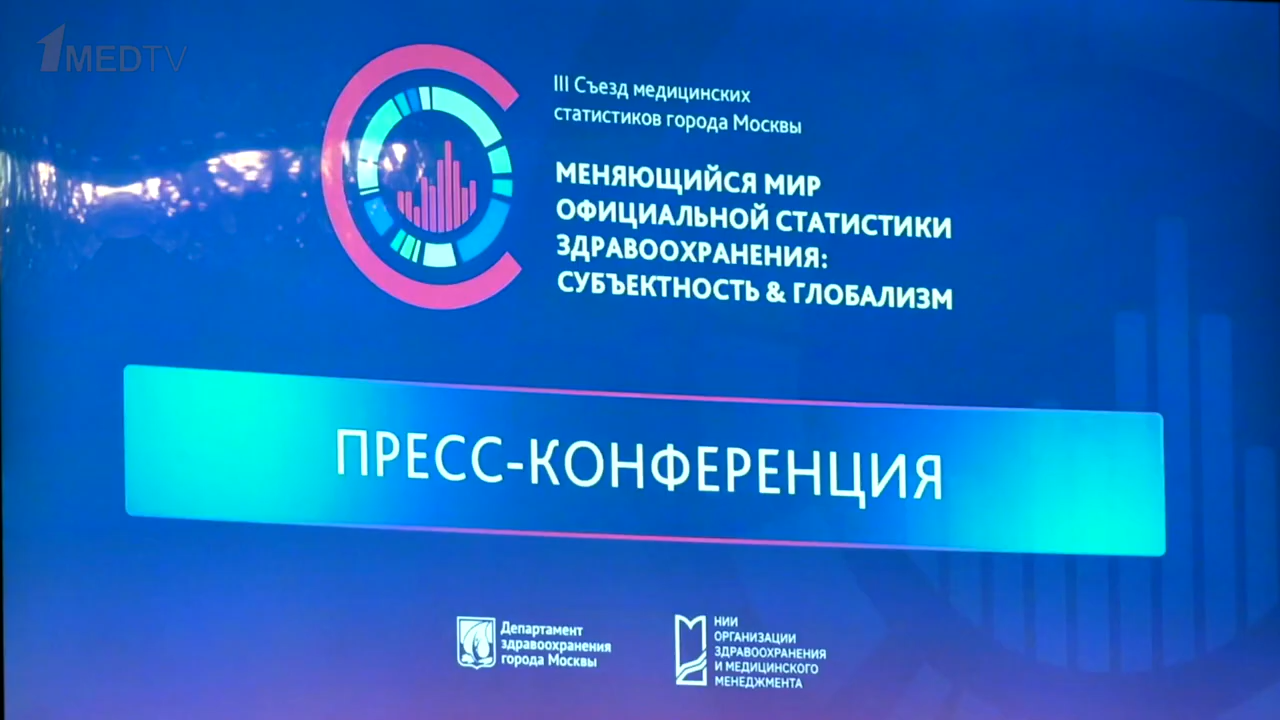 1MEDTV
III Съезд медицинских
статистиков города Москвы
МЕНЯЮЩИЙСЯ МИР
ОФИЦИАЛЬНОЙ СТАТИСТИКИ
ЗДРАВООХРАНЕНИЯ:
СУБЪЕКТНОСТЬ & ГЛОБАЛИЗМ
ПРЕСС-КОНФЕРЕНЦИЯ
Департамент
здравоохранения
города Москвы
НИИ
ОРГАНИЗАЦИИ
ЗДРАВООХРАНЕНИЯ
И МЕДИЦИНСКОГО
МЕНЕДЖМЕНТА